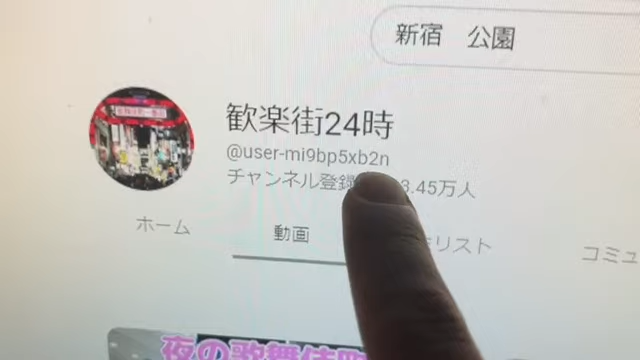 新宿 公園
歓楽街24時
@user-mi9bp5xb2n
チャンネル登録 3.45万人
ホーム 動画 リスト コミュ
夜の歌舞伎町